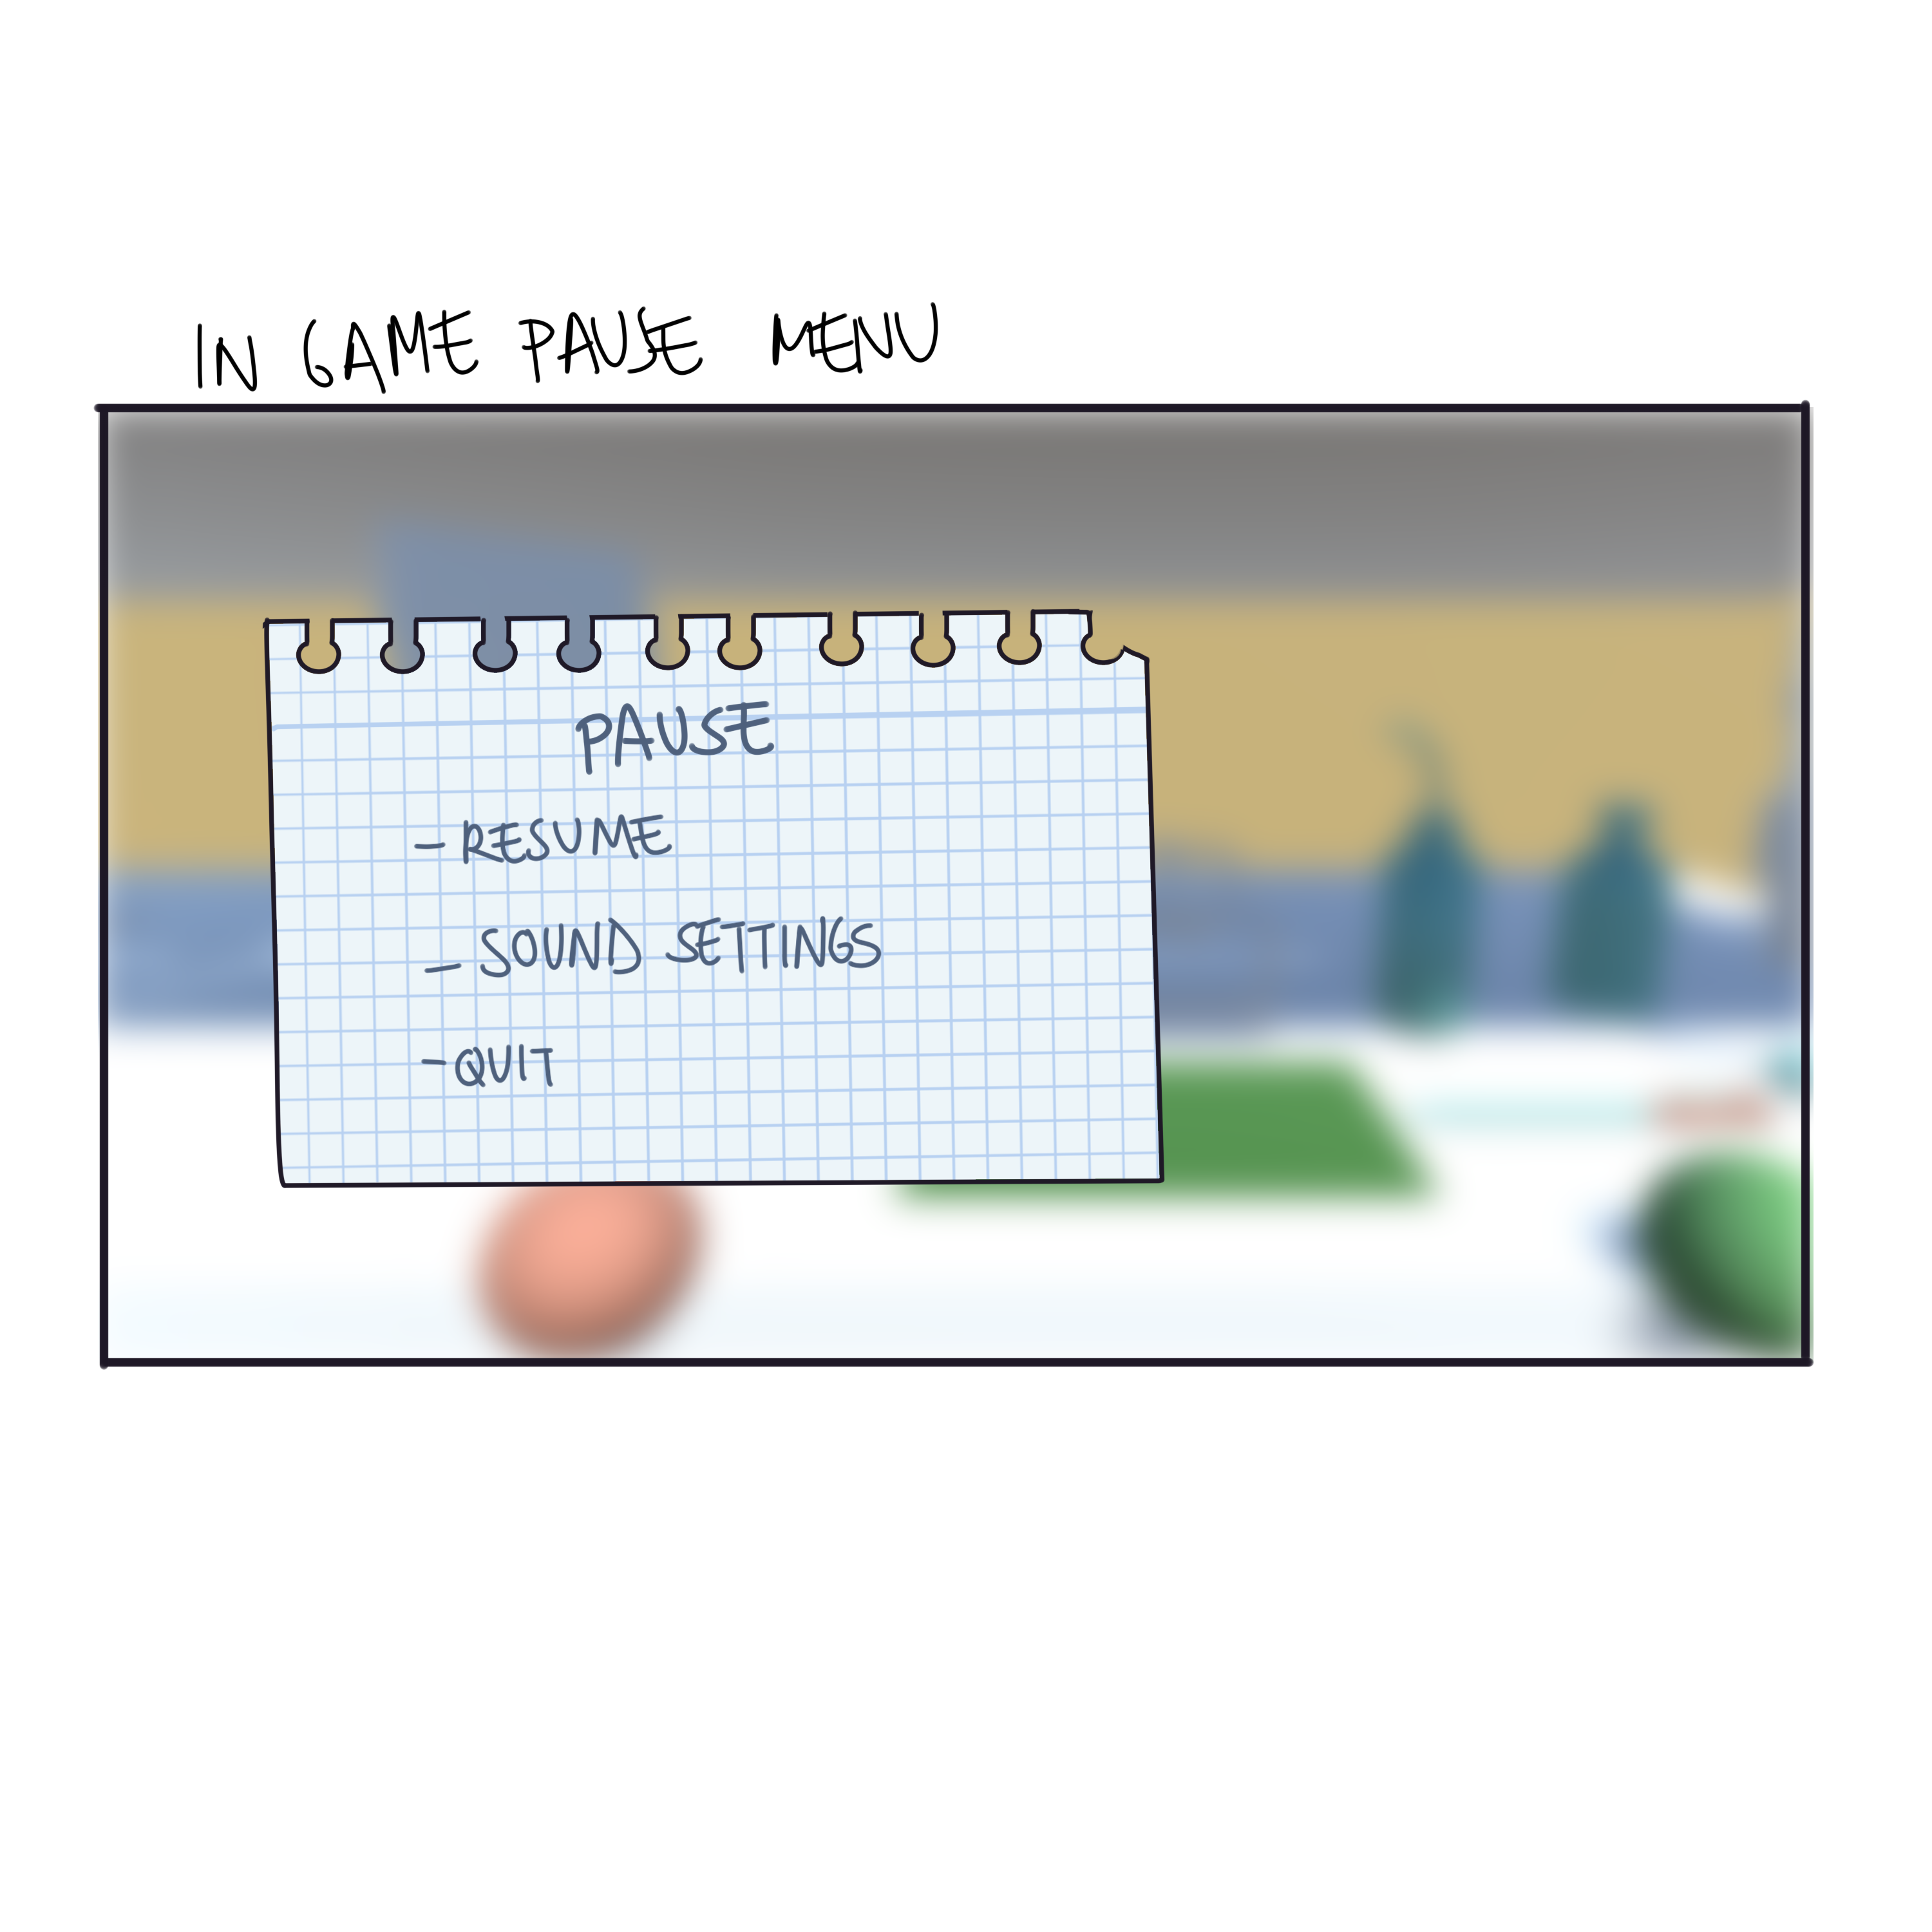 IN GAME PAUSE MENU
PAUSE
- RESUME
- SOUND SETTINGS
- QUIT